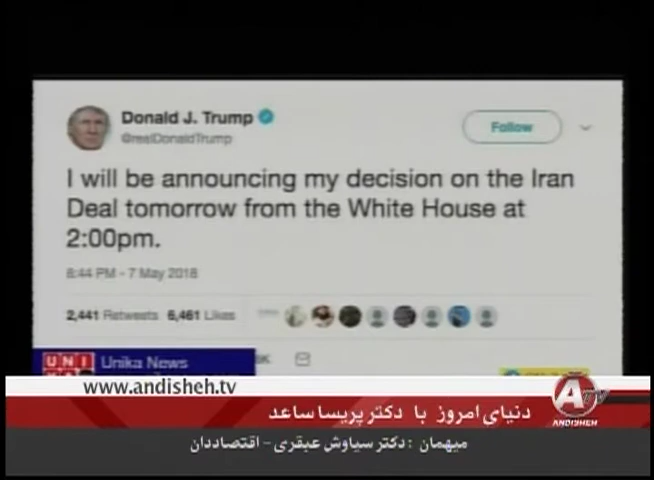 Donald J. Trump
@realDonaldTrump
Follow
I will be announcing my decision on the Iran
Deal tomorrow from the White House at
2:00pm.
8:44 PM - 7 May 2018
2,441 Retweets 6,461 Likes
UNI
Unika News
www.andisheh.tv
ATV
ANDISHEH
دنیای امروز با دکتر پریسا ساعد
میهمان : دکتر سیاوش عبقری - اقتصاددان